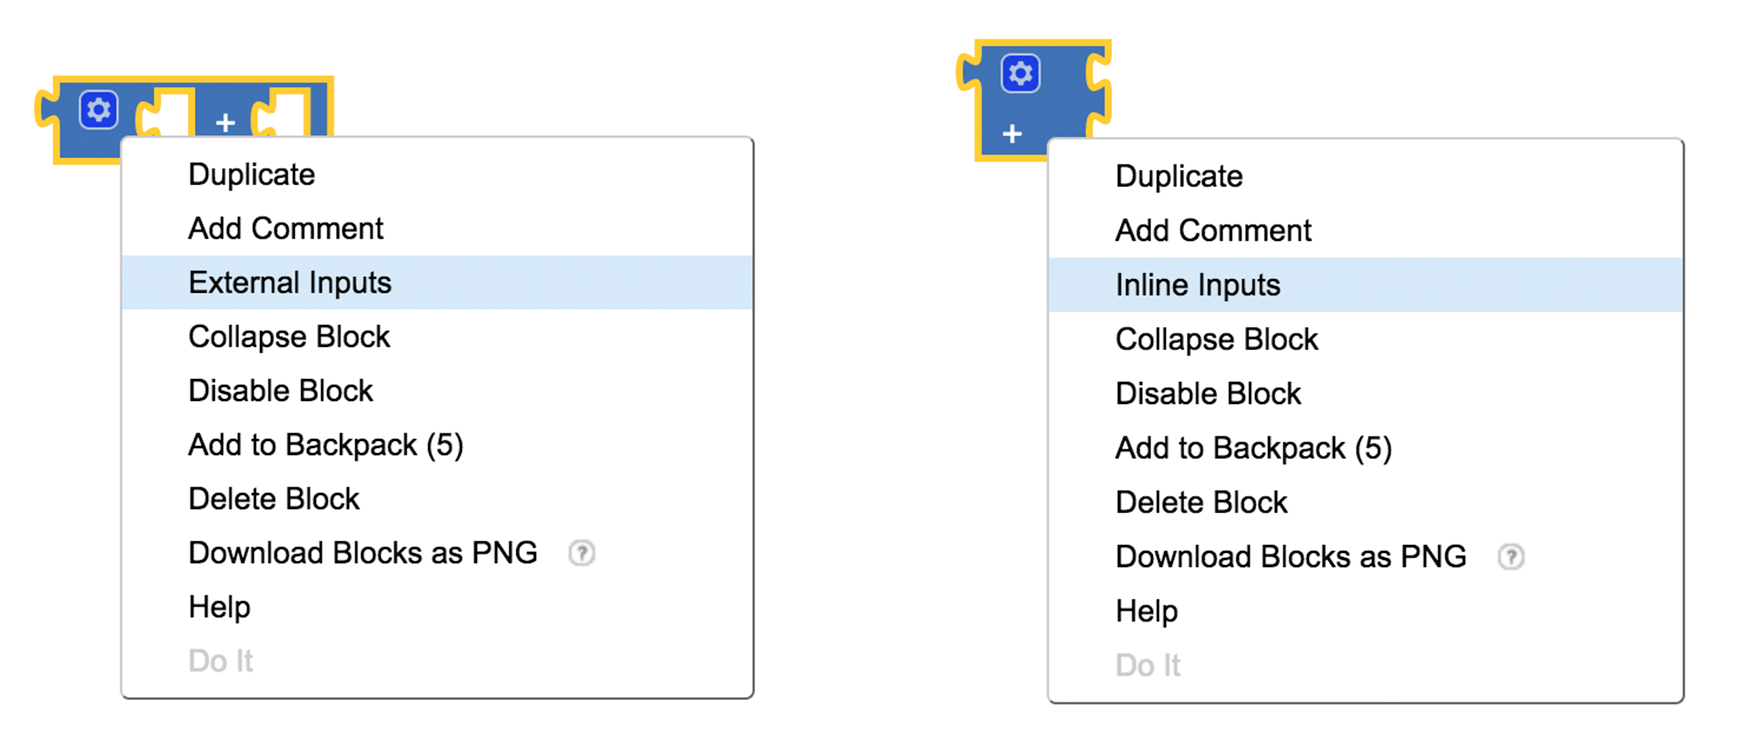 +
Duplicate
Add Comment
External Inputs
Collapse Block
Disable Block
Add to Backpack (5)
Delete Block
Download Blocks as PNG ?
Help
Do It
+
Duplicate
Add Comment
Inline Inputs
Collapse Block
Disable Block
Add to Backpack (5)
Delete Block
Download Blocks as PNG ?
Help
Do It